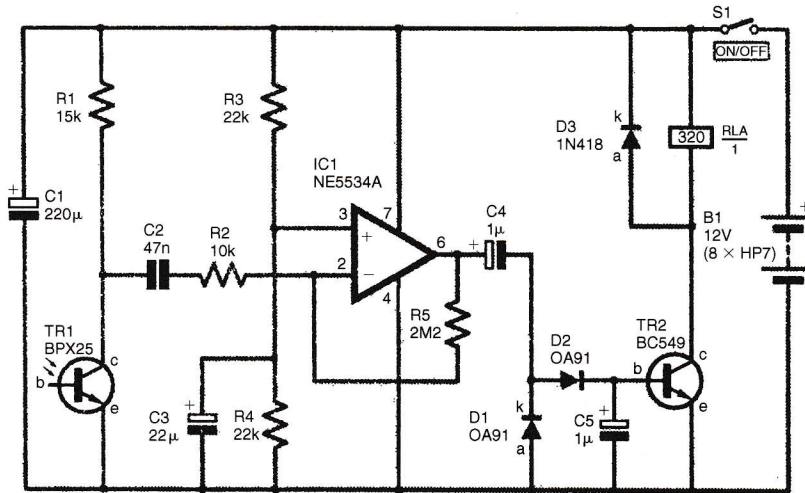 S1
ON/OFF
R1
15k
R3
22k
D3
1N418
k
a
320
RLA
1
IC1
NE5534A
+
C1
220µ
C2
47n
R2
10k
3
+
7
2
−
6
4
C4
1µ
+
B1
12V
(8 × HP7)
+
R5
2M2
TR1
BPX25
b
c
e
D2
OA91
TR2
BC549
b
c
e
+
C3
22µ
R4
22k
D1
OA91
k
a
+
C5
1µ